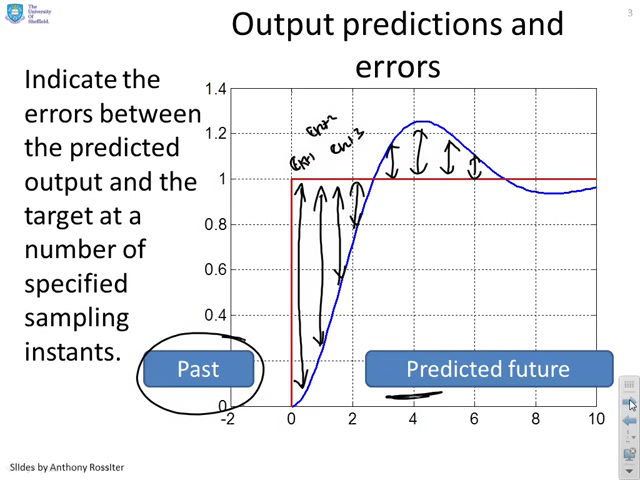 The
University
Of
Sheffield.
3
Output predictions and
errors
Indicate the
errors between
the predicted
output and the
target at a
number of
specified
sampling
instants.
1.4
1.2
1
0.8
0.6
0.4
0
-2
0
2
4
6
8
10
Past
Predicted future
Slides by Anthony Rossiter